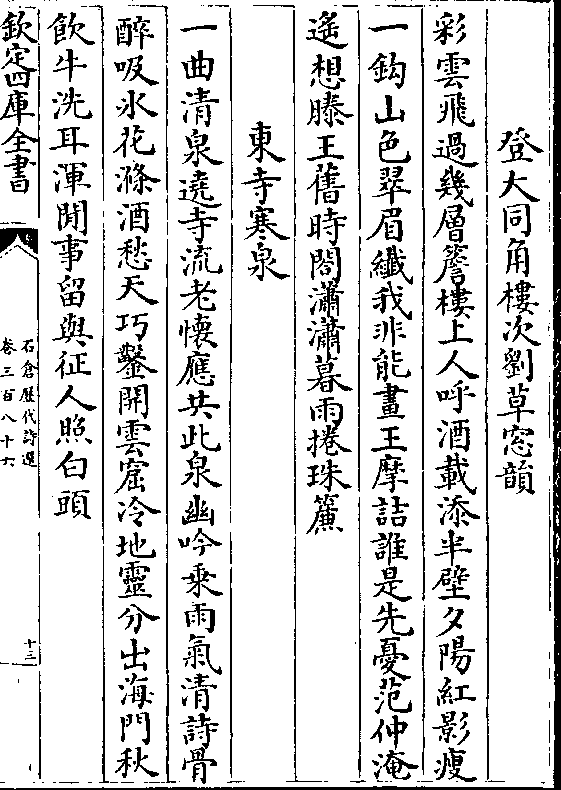 登大同角樓次劉草窓韻
彩雲飛過幾層簷樓上人呼酒載添半壁夕陽紅影瘦
一鈎山色翠眉纖我非能畫王摩詰誰是先憂范仲淹
遙想滕王舊時閣瀟瀟暮雨捲珠簾
東寺寒泉
一曲清泉遶寺流老懷應共此泉幽吟乗雨氣清詩骨
醉吸氷花滌酒愁天巧鑿開雲窟冷地靈分出海門秋
飲牛洗耳渾閒事留與征人照白頭
欽定四庫全書
石倉歷代詩選
卷三百八十六
十三